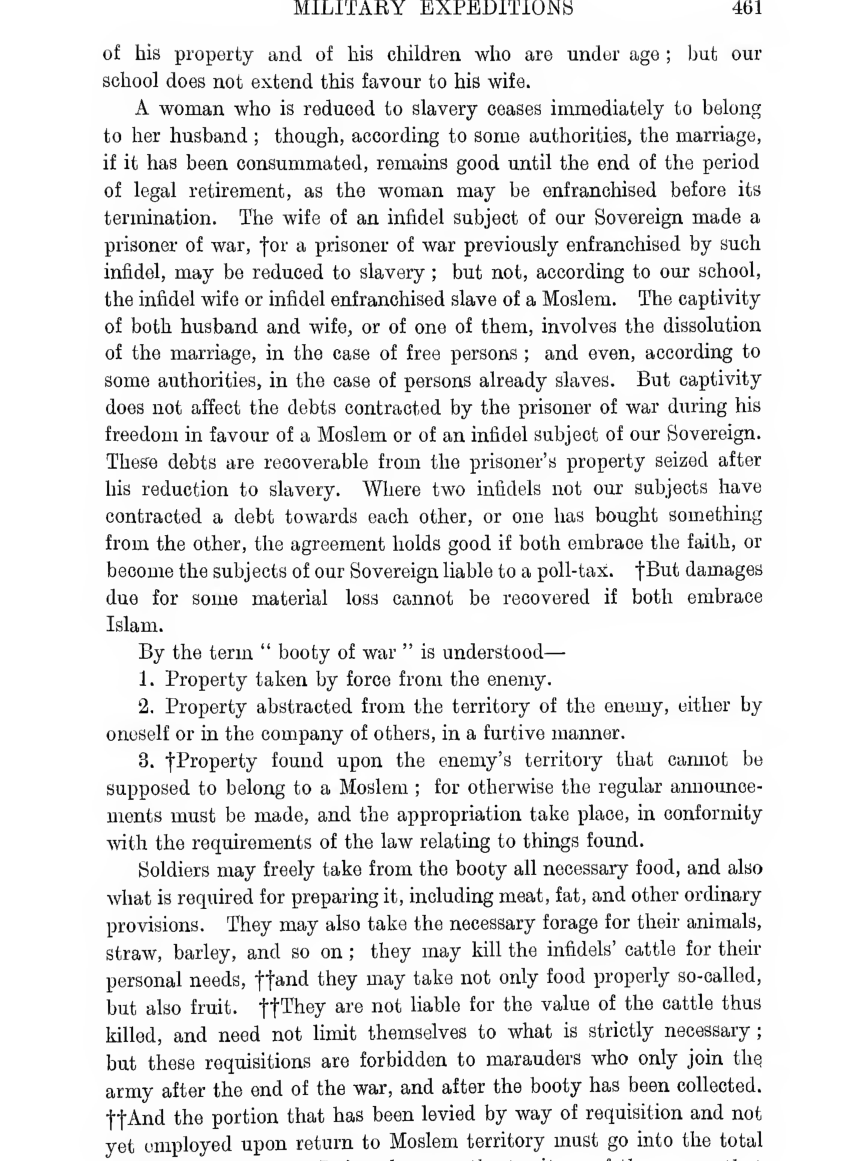 MILITARY EXPEDITIONS 461
of his property and of his children who are under age ; but our
school does not extend this favour to his wife.
A woman who is reduced to slavery ceases immediately to belong
to her husband ; though, according to some authorities, the marriage,
if it has been consummated, remains good until the end of the period
of legal retirement, as the woman may be enfranchised before its
termination. The wife of an infidel subject of our Sovereign made a
prisoner of war, †or a prisoner of war previously enfranchised by such
infidel, may be reduced to slavery ; but not, according to our school,
the infidel wife or infidel enfranchised slave of a Moslem. The captivity
of both husband and wife, or of one of them, involves the dissolution
of the marriage, in the case of free persons ; and even, according to
some authorities, in the case of persons already slaves. But captivity
does not affect the debts contracted by the prisoner of war during his
freedom in favour of a Moslem or of an infidel subject of our Sovereign.
These debts are recoverable from the prisoner's property seized after
his reduction to slavery. Where two infidels not our subjects have
contracted a debt towards each other, or one has bought something
from the other, the agreement holds good if both embrace the faith, or
become the subjects of our Sovereign liable to a poll-tax. †But damages
due for some material loss cannot be recovered if both embrace
Islam.
By the term “ booty of war ” is understood—
1. Property taken by force from the enemy.
2. Property abstracted from the territory of the enemy, either by
oneself or in the company of others, in a furtive manner.
3. †Property found upon the enemy's territory that cannot be
supposed to belong to a Moslem ; for otherwise the regular announce-
ments must be made, and the appropriation take place, in conformity
with the requirements of the law relating to things found.
Soldiers may freely take from the booty all necessary food, and also
what is required for preparing it, including meat, fat, and other ordinary
provisions. They may also take the necessary forage for their animals,
straw, barley, and so on ; they may kill the infidels' cattle for their
personal needs, ††and they may take not only food properly so-called,
but also fruit. ††They are not liable for the value of the cattle thus
killed, and need not limit themselves to what is strictly necessary ;
but these requisitions are forbidden to marauders who only join the
army after the end of the war, and after the booty has been collected.
††And the portion that has been levied by way of requisition and not
yet employed upon return to Moslem territory must go into the total